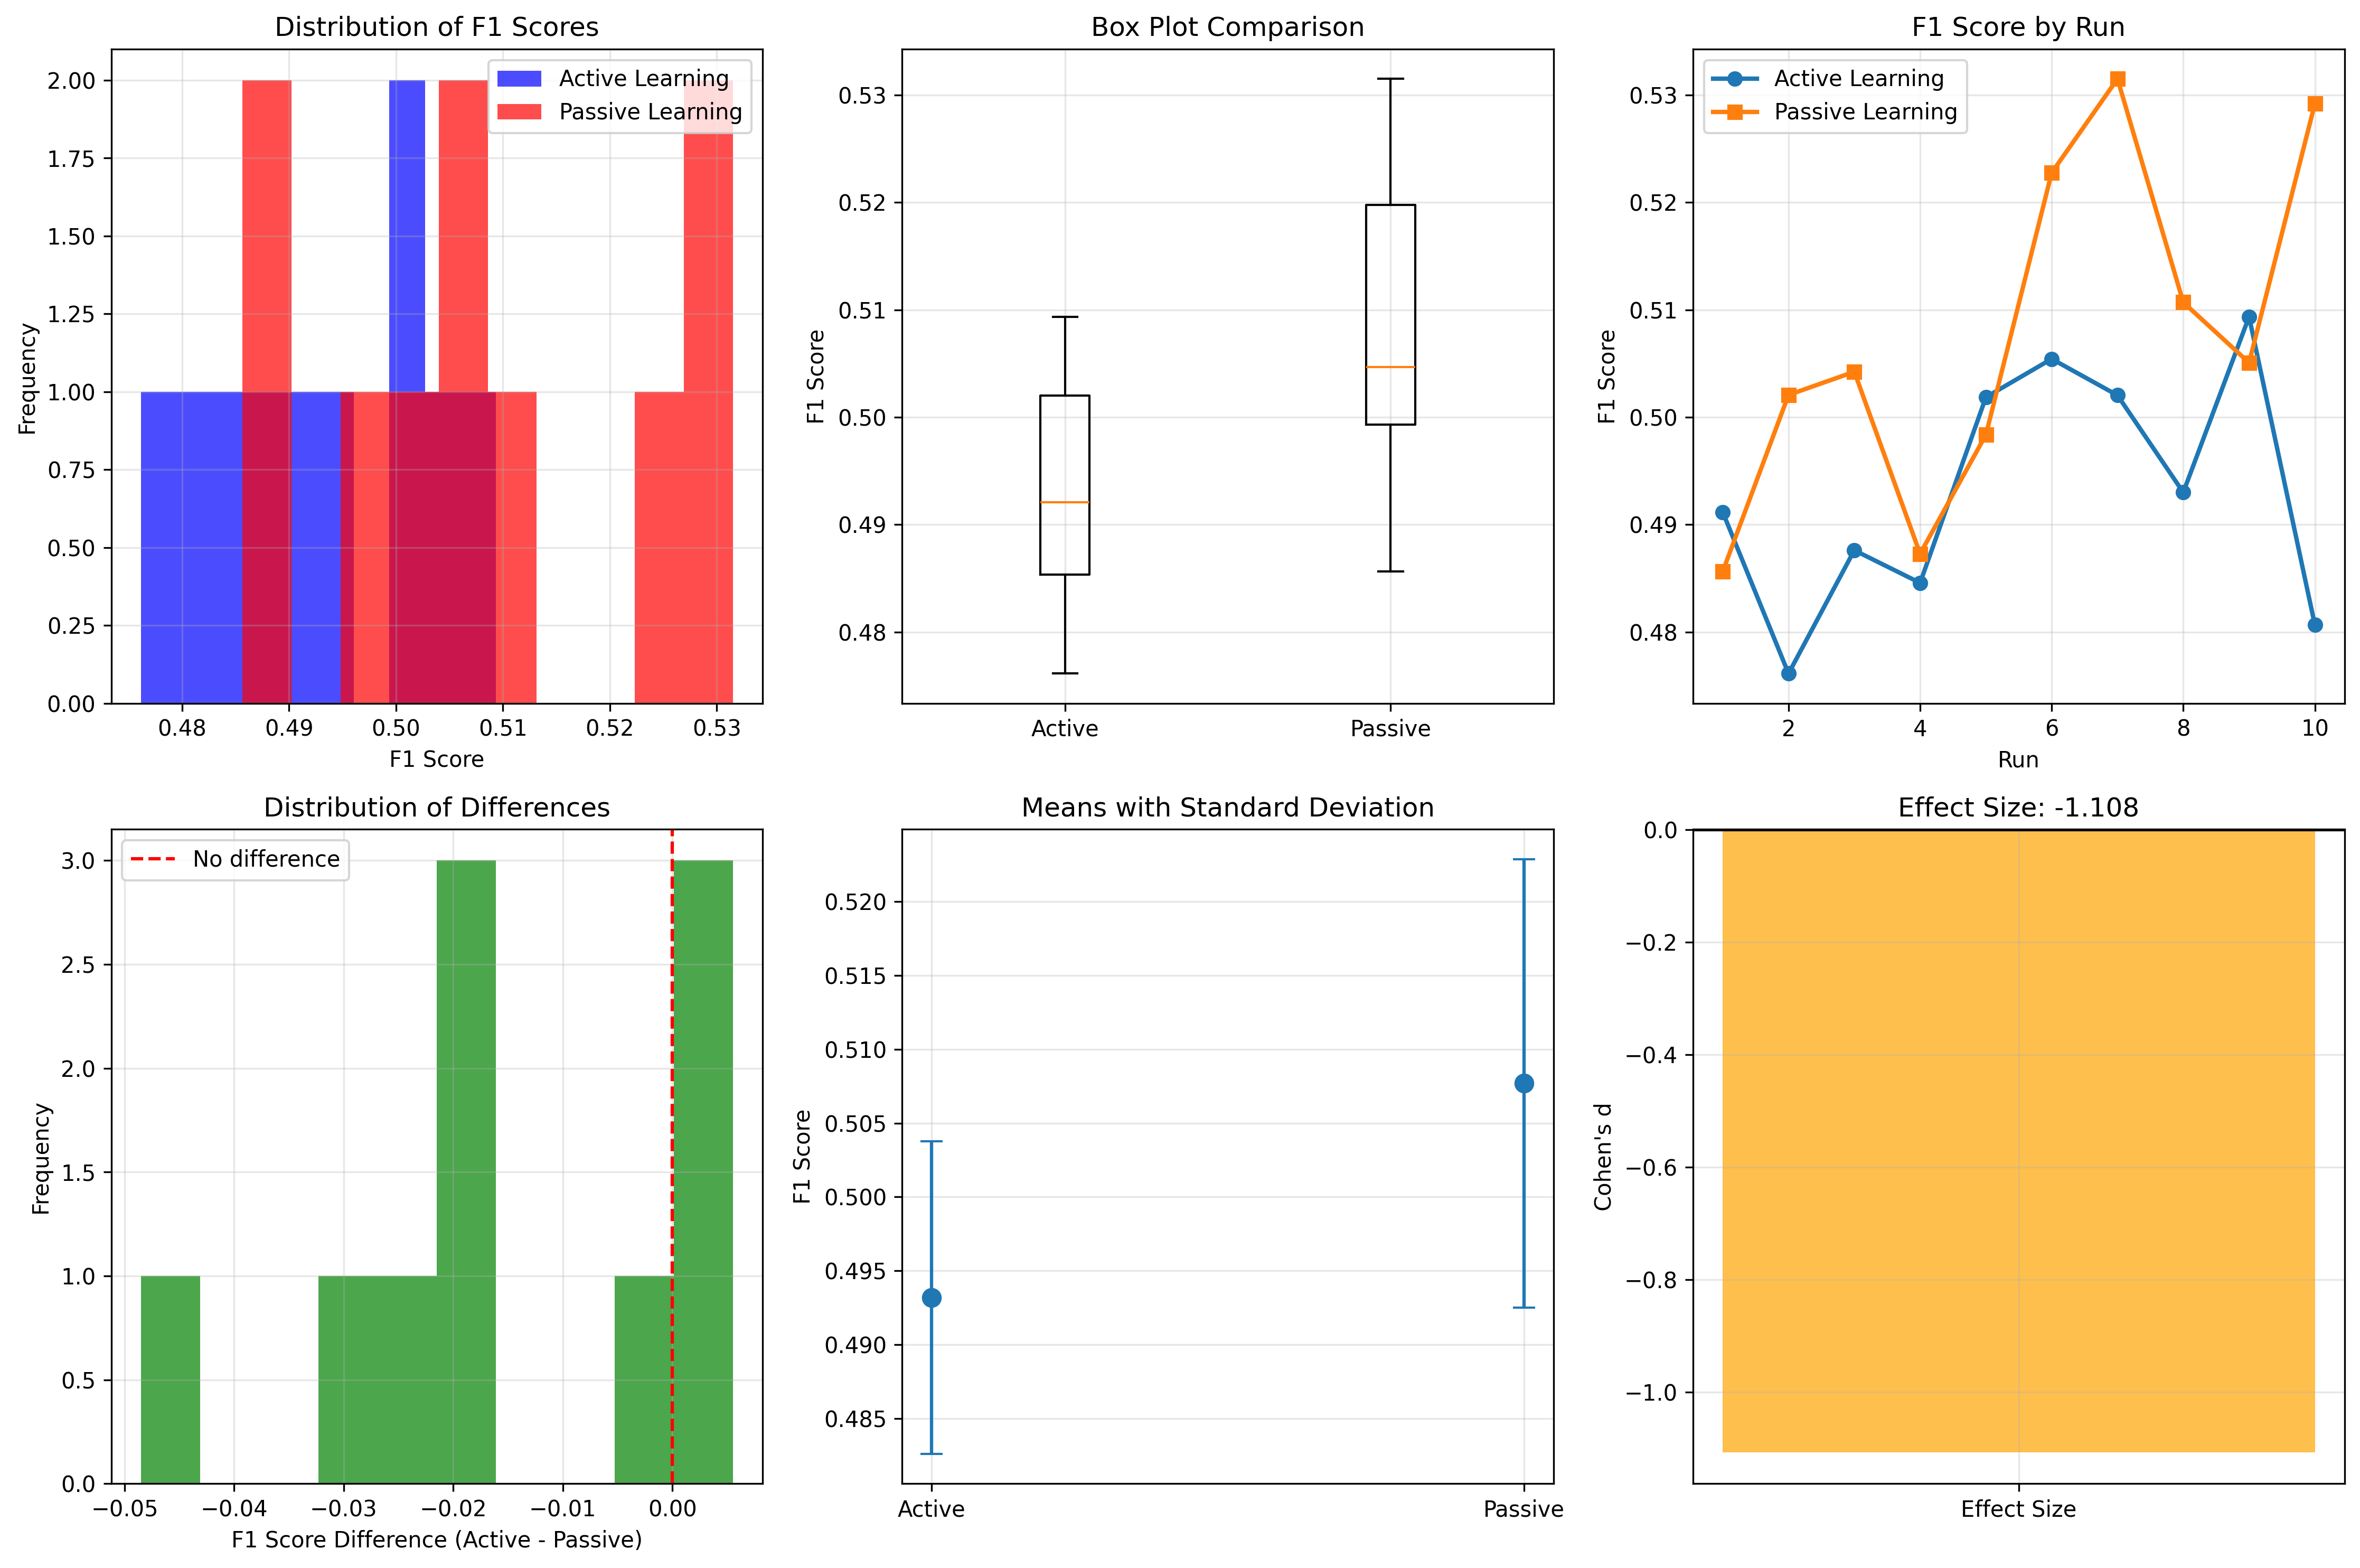 Distribution of F1 Scores
Active Learning
Passive Learning
2.00
1.75
1.50
1.25
1.00
0.75
0.50
0.25
0.00
Frequency
0.48 0.49 0.50 0.51 0.52 0.53
F1 Score
Box Plot Comparison
0.53
0.52
0.51
0.50
0.49
0.48
F1 Score
Active Passive
F1 Score by Run
Active Learning
Passive Learning
0.53
0.52
0.51
0.50
0.49
0.48
F1 Score
2 4 6 8 10
Run
Distribution of Differences
No difference
3.0
2.5
2.0
1.5
1.0
0.5
0.0
Frequency
−0.05 −0.04 −0.03 −0.02 −0.01 0.00
F1 Score Difference (Active - Passive)
Means with Standard Deviation
0.520
0.515
0.510
0.505
0.500
0.495
0.490
0.485
F1 Score
Active Passive
Effect Size: -1.108
0.0
−0.2
−0.4
−0.6
−0.8
−1.0
Cohen's d
Effect Size